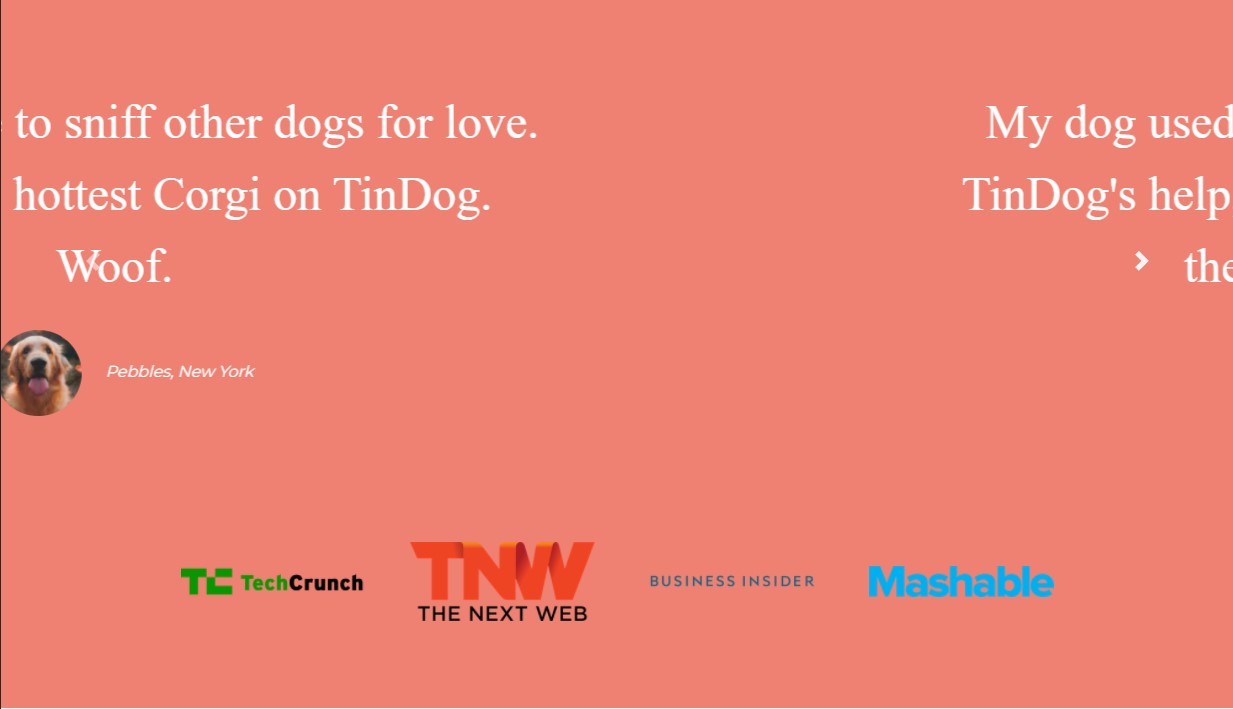 to sniff other dogs for love.
hottest Corgi on TinDog.
Woof.
Pebbles, New York
My dog used
TinDog's help
the
TC TechCrunch
TNW
THE NEXT WEB
BUSINESS INSIDER
Mashable